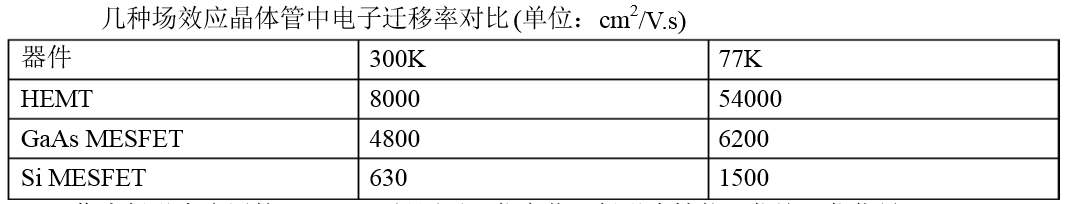 几种场效应晶体管中电子迁移率对比(单位：cm²/V.s)
器件 300K 77K
HEMT 8000 54000
GaAs MESFET 4800 6200
Si MESFET 630 1500